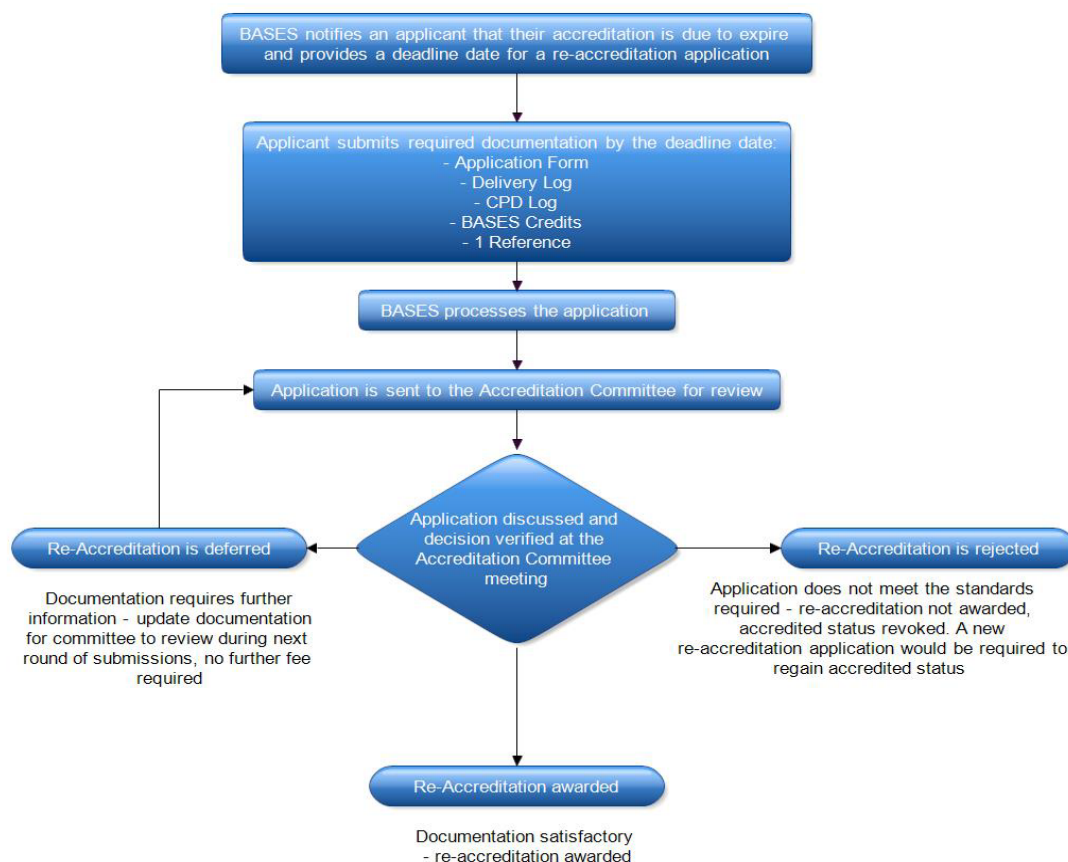 BASES notifies an applicant that their accreditation is due to expire
and provides a deadline date for a re-accreditation application
Applicant submits required documentation by the deadline date:
- Application Form
- Delivery Log
- CPD Log
- BASES Credits
- 1 Reference
BASES processes the application
Application is sent to the Accreditation Committee for review
Application discussed and
decision verified at the
Accreditation Committee
meeting
Re-Accreditation is deferred
Documentation requires further
information - update documentation
for committee to review during next
round of submissions, no further fee
required
Re-Accreditation is rejected
Application does not meet the standards
required - re-accreditation not awarded,
accredited status revoked. A new
re-accreditation application would be required to
regain accredited status
Re-Accreditation awarded
Documentation satisfactory
- re-accreditation awarded